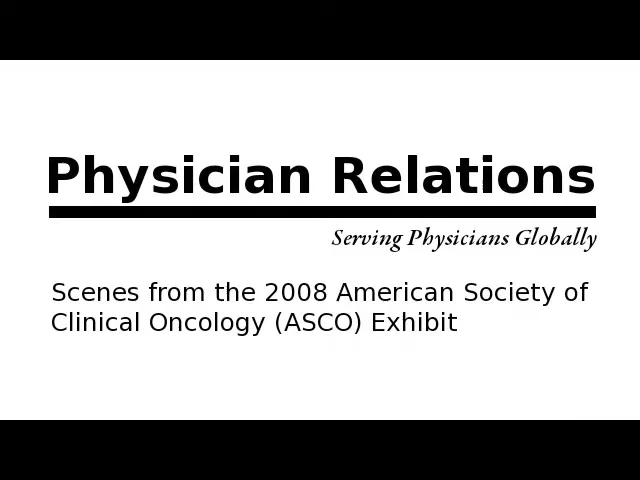 Physician Relations
Serving Physicians Globally
Scenes from the 2008 American Society of
Clinical Oncology (ASCO) Exhibit